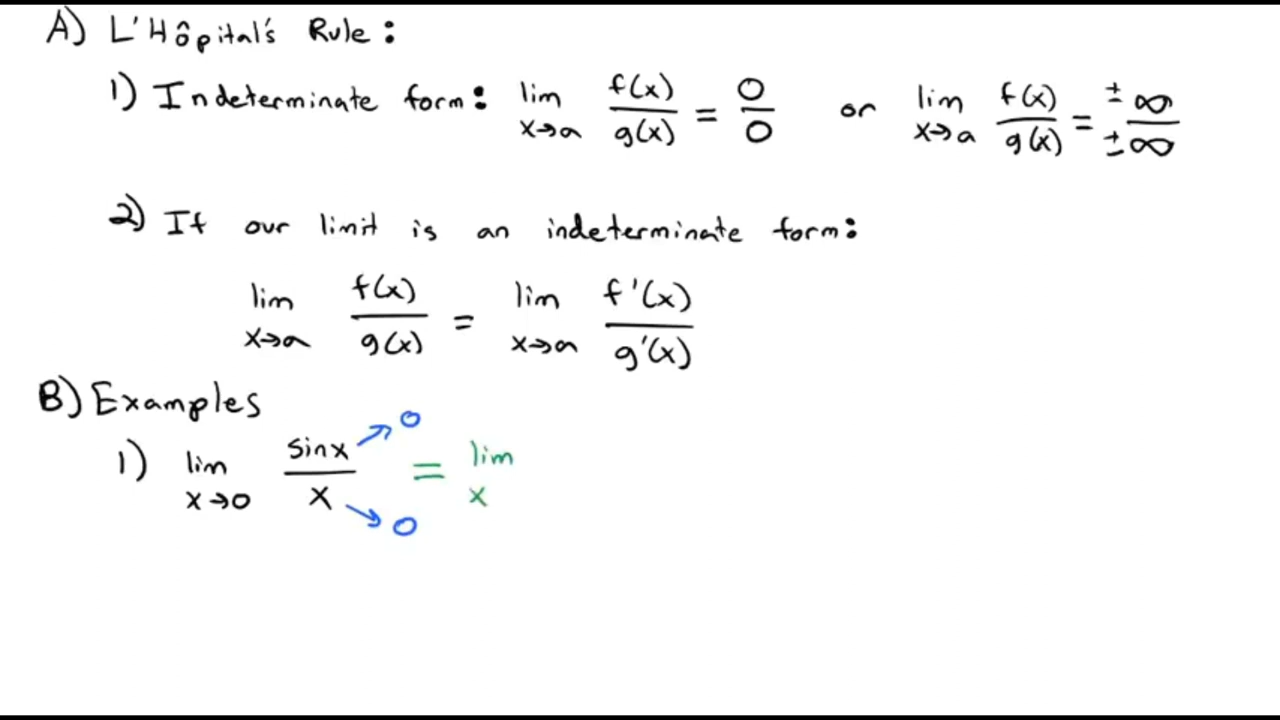 A) L'Hôpital's Rule:
1) Indeterminate form: lim x→a f(x)/g(x) = 0/0 or lim x→a f(x)/g(x) = ±∞/±∞
2) If our limit is an indeterminate form:
lim x→a f(x)/g(x) = lim x→a f'(x)/g'(x)
B) Examples
1) lim x→0 sinx/x →0 →0 = lim x